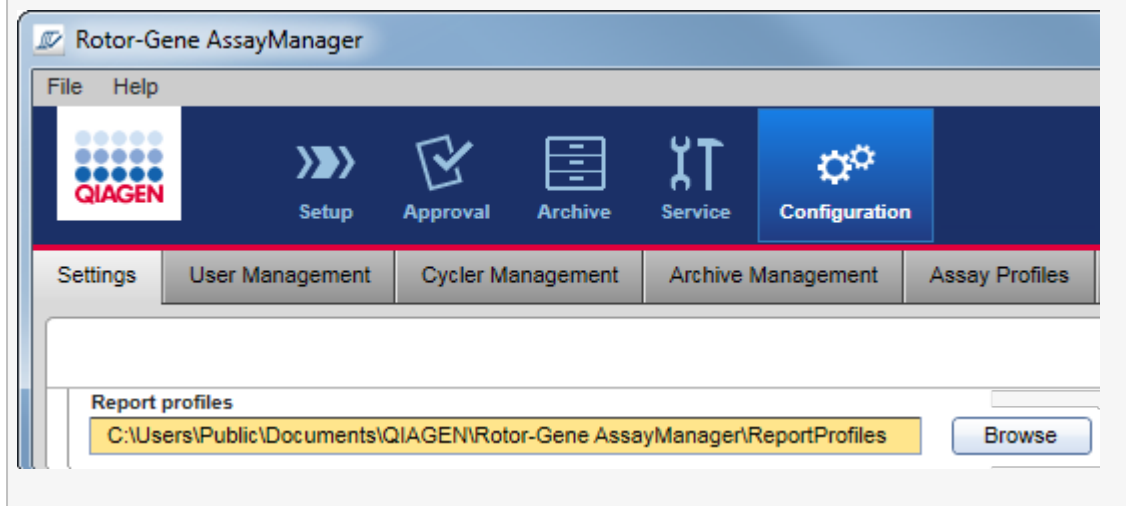 Rotor-Gene AssayManager
File Help
QIAGEN
Setup Approval Archive Service Configuration
Settings User Management Cycler Management Archive Management Assay Profiles
Report profiles
C:\Users\Public\Documents\QIAGEN\Rotor-Gene AssayManager\ReportProfiles Browse